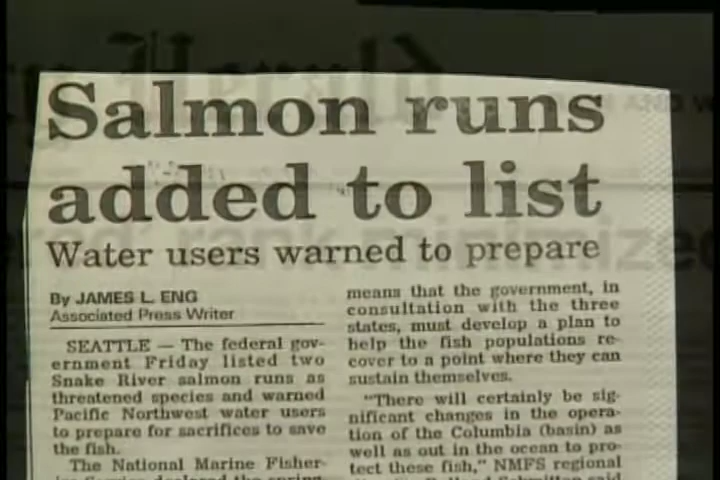 Salmon runs
added to list
Water users warned to prepare
By JAMES L. ENG
Associated Press Writer
SEATTLE — The federal gov-
ernment Friday listed two
Snake River salmon runs as
threatened species and warned
Pacific Northwest water users
to prepare for sacrifices to save
the fish.
The National Marine Fisher-
means that the government, in
consultation with the three
states, must develop a plan to
help the fish populations re-
cover to a point where they can
sustain themselves.
"There will certainly be sig-
nificant changes in the opera-
tion of the Columbia (basin) as
well as out in the ocean to pro-
tect these fish," NMFS regional
minimized